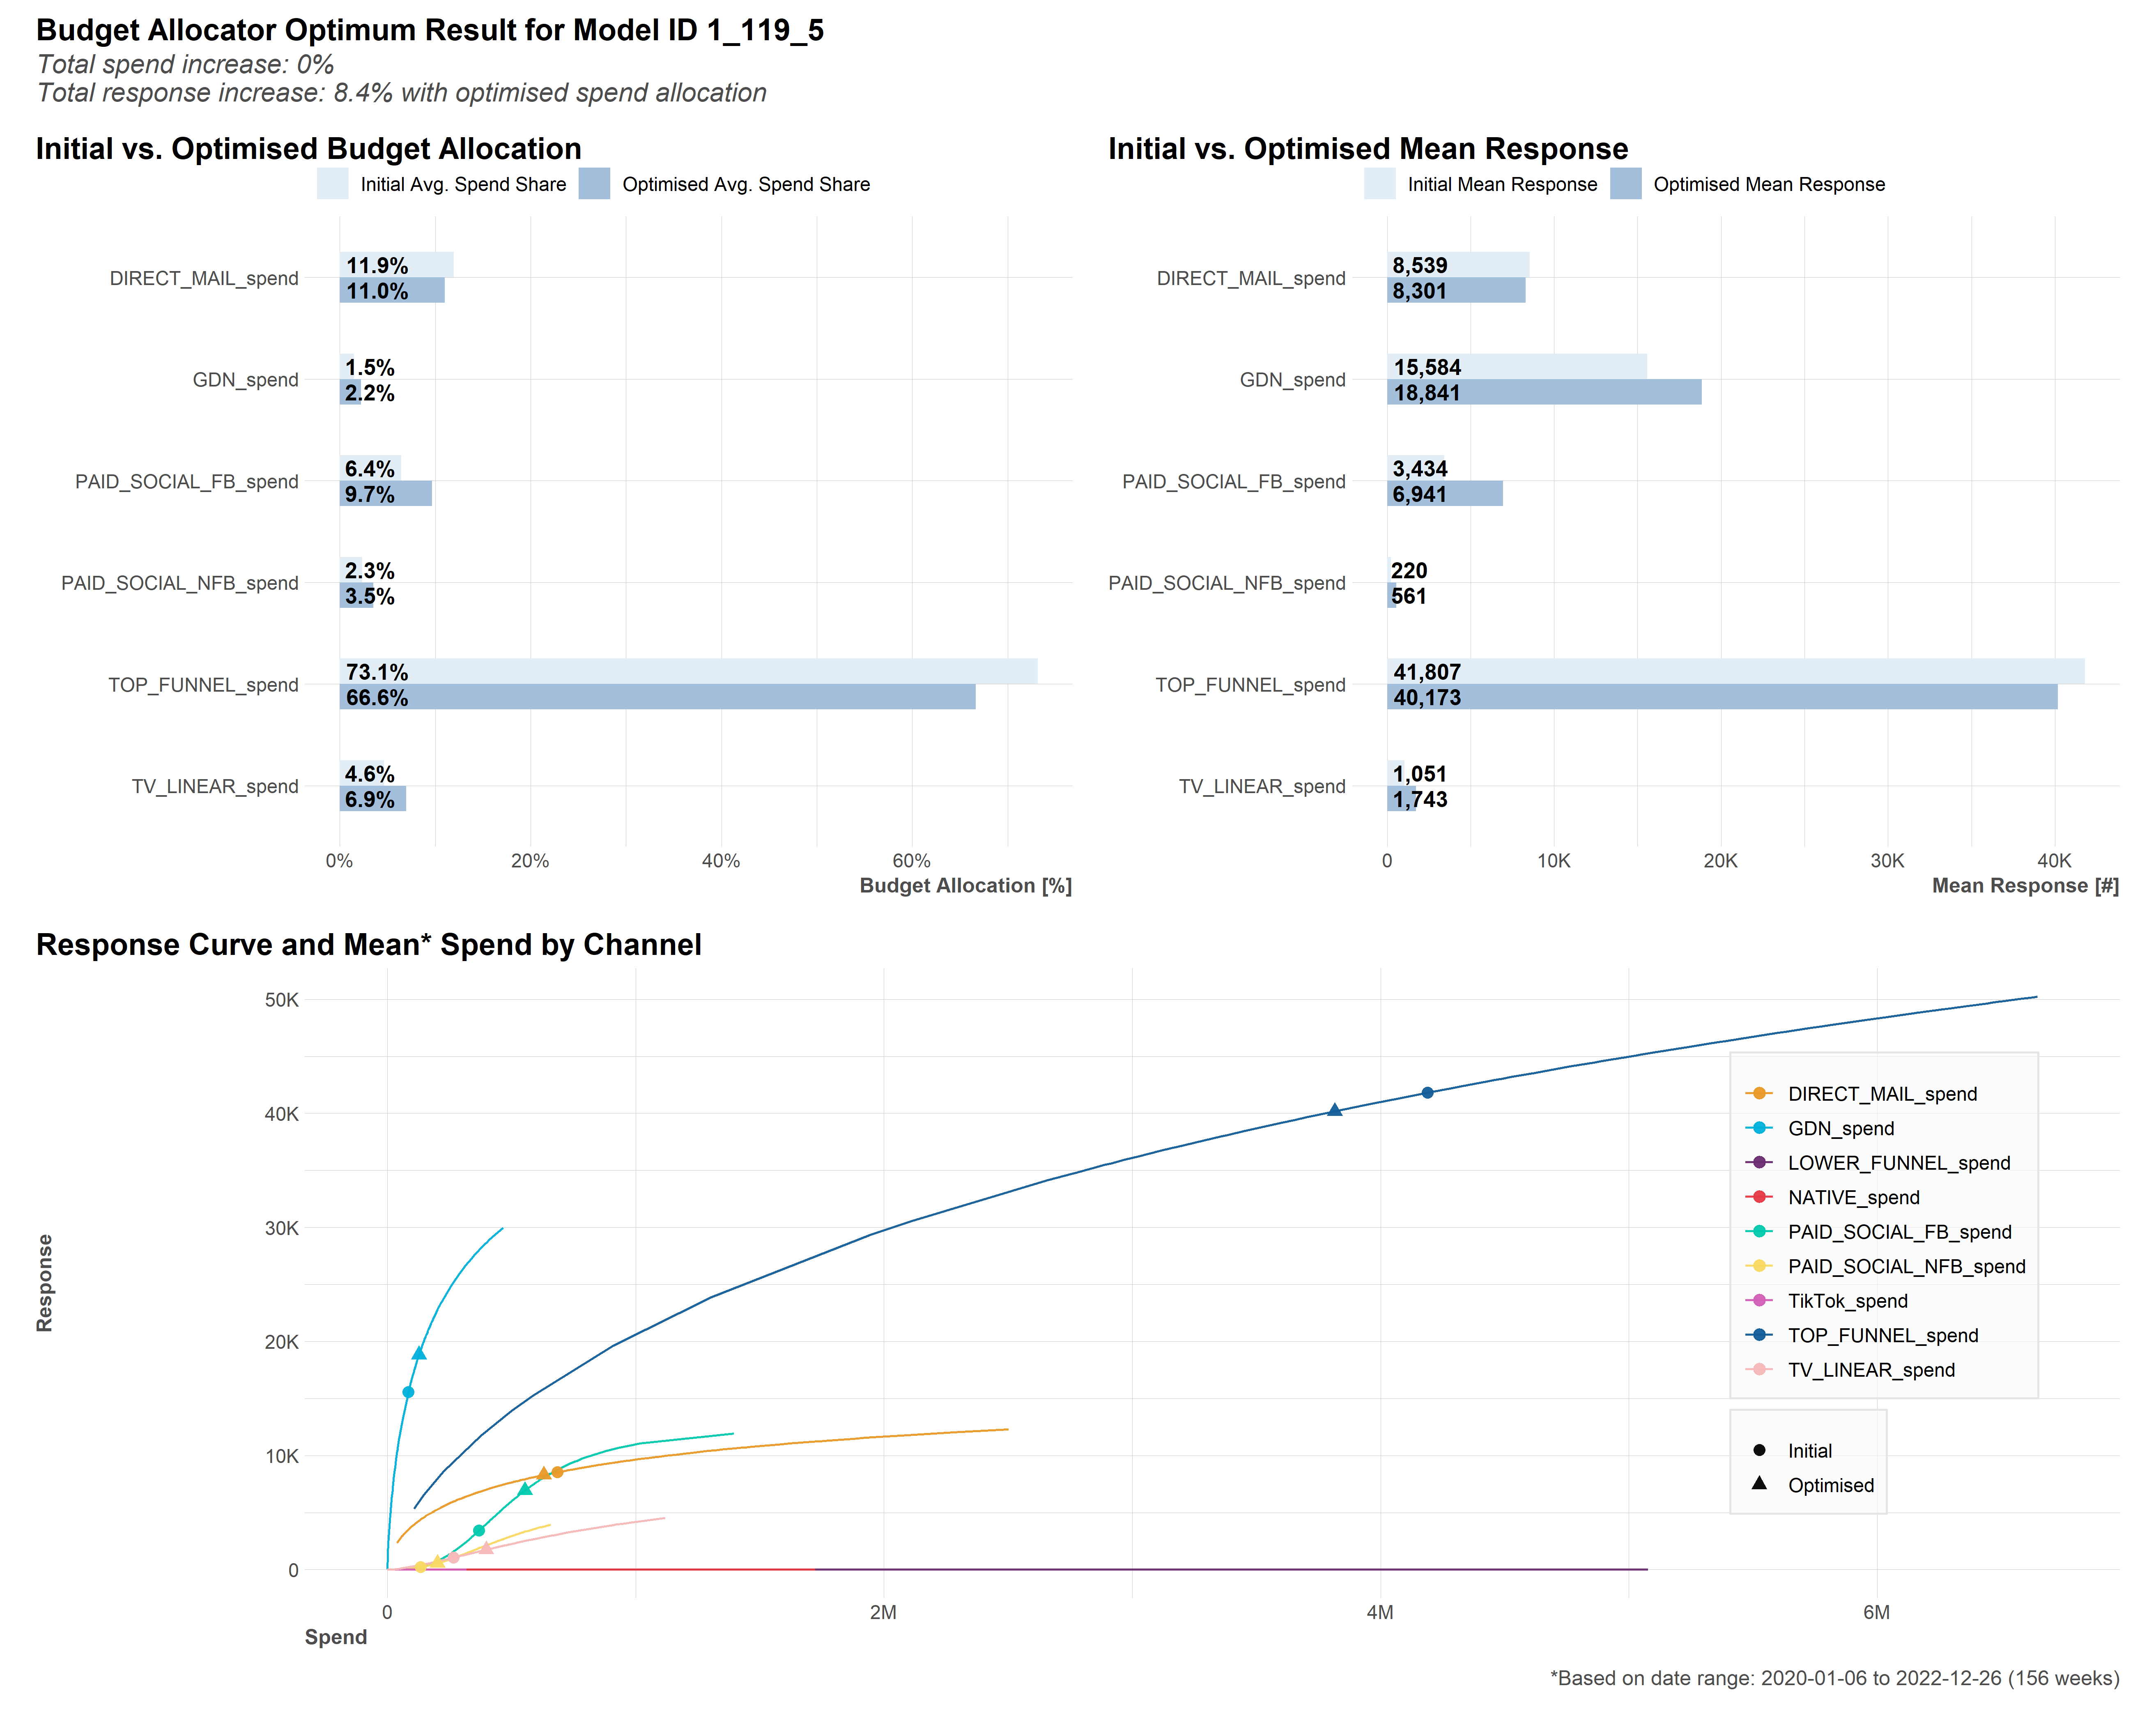 Budget Allocator Optimum Result for Model ID 1_119_5
Total spend increase: 0%
Total response increase: 8.4% with optimised spend allocation
Initial vs. Optimised Budget Allocation
Initial Avg. Spend Share
Optimised Avg. Spend Share
DIRECT_MAIL_spend
11.9%
11.0%
GDN_spend
1.5%
2.2%
PAID_SOCIAL_FB_spend
6.4%
9.7%
PAID_SOCIAL_NFB_spend
2.3%
3.5%
TOP_FUNNEL_spend
73.1%
66.6%
TV_LINEAR_spend
4.6%
6.9%
0%
20%
40%
60%
Budget Allocation [%]
Initial vs. Optimised Mean Response
Initial Mean Response
Optimised Mean Response
DIRECT_MAIL_spend
8,539
8,301
GDN_spend
15,584
18,841
PAID_SOCIAL_FB_spend
3,434
6,941
PAID_SOCIAL_NFB_spend
220
561
TOP_FUNNEL_spend
41,807
40,173
TV_LINEAR_spend
1,051
1,743
0
10K
20K
30K
40K
Mean Response [#]
Response Curve and Mean* Spend by Channel
Response
50K
40K
30K
20K
10K
0
0
2M
4M
6M
Spend
DIRECT_MAIL_spend
GDN_spend
LOWER_FUNNEL_spend
NATIVE_spend
PAID_SOCIAL_FB_spend
PAID_SOCIAL_NFB_spend
TikTok_spend
TOP_FUNNEL_spend
TV_LINEAR_spend
Initial
Optimised
*Based on date range: 2020-01-06 to 2022-12-26 (156 weeks)